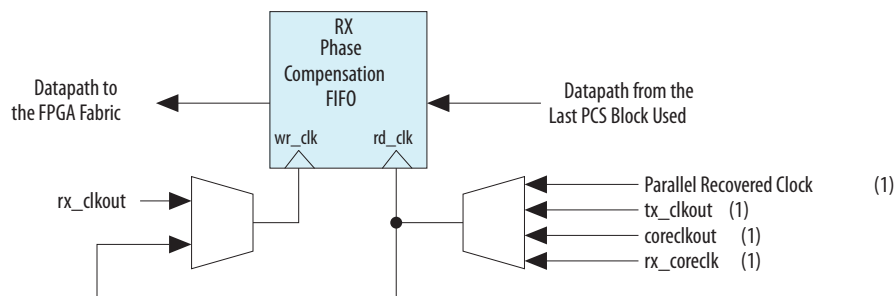 RX
Phase
Compensation
FIFO
Datapath to
the FPGA Fabric
Datapath from the
Last PCS Block Used
wr_clk
rd_clk
rx_clkout
Parallel Recovered Clock (1)
tx_clkout (1)
coreclkout (1)
rx_coreclk (1)